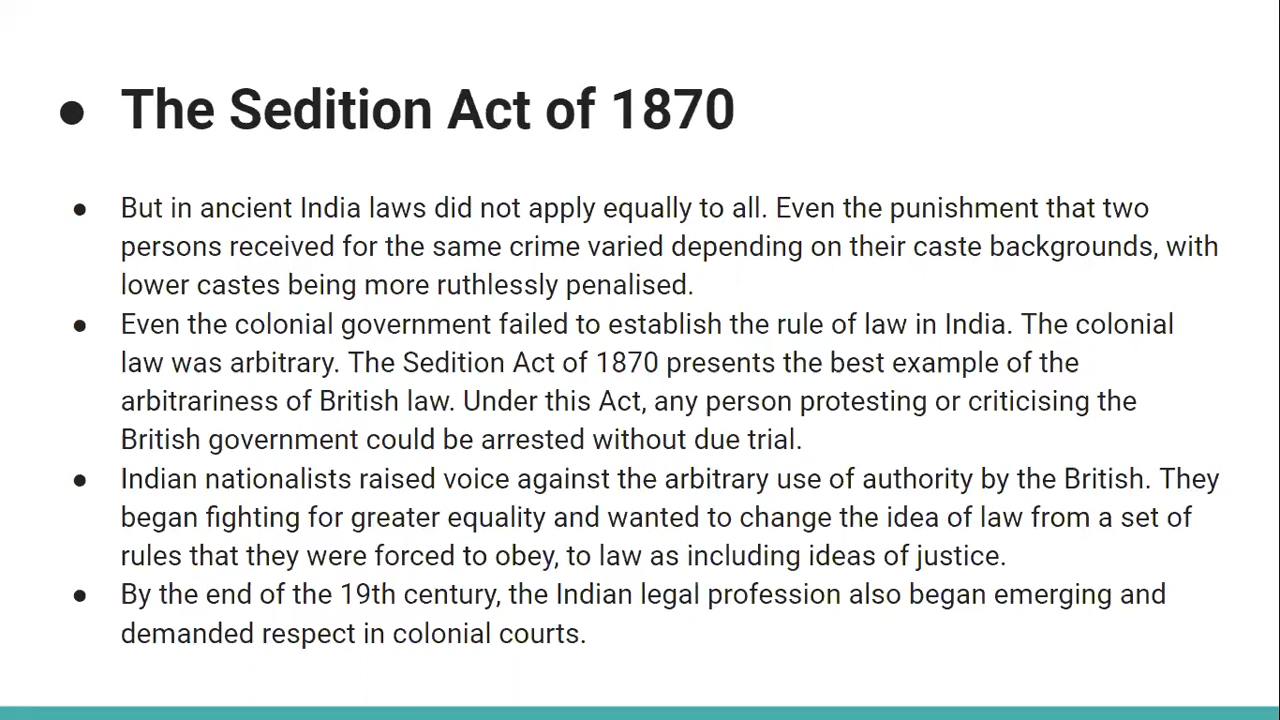 ● The Sedition Act of 1870
● But in ancient India laws did not apply equally to all. Even the punishment that two
persons received for the same crime varied depending on their caste backgrounds, with
lower castes being more ruthlessly penalised.
● Even the colonial government failed to establish the rule of law in India. The colonial
law was arbitrary. The Sedition Act of 1870 presents the best example of the
arbitrariness of British law. Under this Act, any person protesting or criticising the
British government could be arrested without due trial.
● Indian nationalists raised voice against the arbitrary use of authority by the British. They
began fighting for greater equality and wanted to change the idea of law from a set of
rules that they were forced to obey, to law as including ideas of justice.
● By the end of the 19th century, the Indian legal profession also began emerging and
demanded respect in colonial courts.